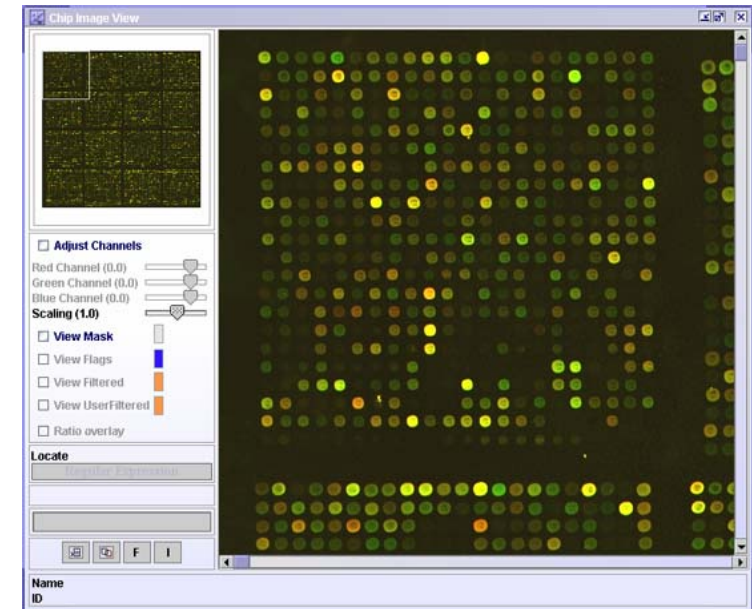 Chip Image View
Adjust Channels
Red Channel (0.0)
Green Channel (0.0)
Blue Channel (0.0)
Scaling (1.0)
View Mask
View Flags
View Filtered
View UserFiltered
Ratio overlay
Locate
Regular Expression
F I
Name
ID